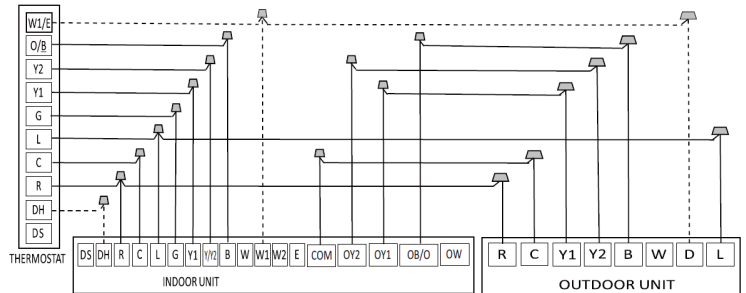 W1/E
O/B
Y2
Y1
G
L
C
R
DH
DS
THERMOSTAT
DS DH R C L G Y1 Y/Y2 B W W1 W2 E COM OY2 OY1 OB/O OW
INDOOR UNIT
R C Y1 Y2 B W D L
OUTDOOR UNIT